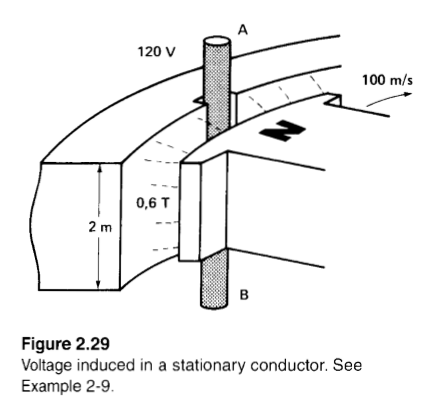 A
120 V
100 m/s
N
0,6 T
2 m
B
Figure 2.29
Voltage induced in a stationary conductor. See
Example 2-9.